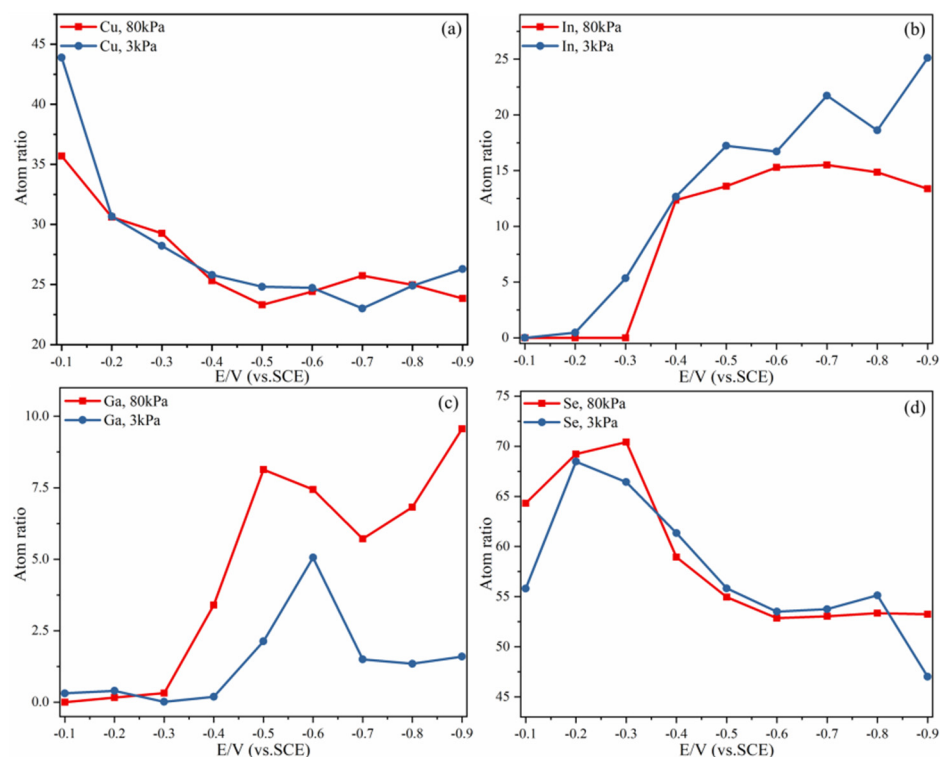 (a)
Cu, 80kPa
Cu, 3kPa
Atom ratio
45
40
35
30
25
20
-0.1 -0.2 -0.3 -0.4 -0.5 -0.6 -0.7 -0.8 -0.9
E/V (vs.SCE)
(b)
In, 80kPa
In, 3kPa
Atom ratio
25
20
15
10
5
0
-0.1 -0.2 -0.3 -0.4 -0.5 -0.6 -0.7 -0.8 -0.9
E/V (vs.SCE)
(c)
Ga, 80kPa
Ga, 3kPa
Atom ratio
10.0
7.5
5.0
2.5
0.0
-0.1 -0.2 -0.3 -0.4 -0.5 -0.6 -0.7 -0.8 -0.9
E/V (vs.SCE)
(d)
Se, 80kPa
Se, 3kPa
Atom ratio
75
70
65
60
55
50
45
-0.1 -0.2 -0.3 -0.4 -0.5 -0.6 -0.7 -0.8 -0.9
E/V (vs.SCE)